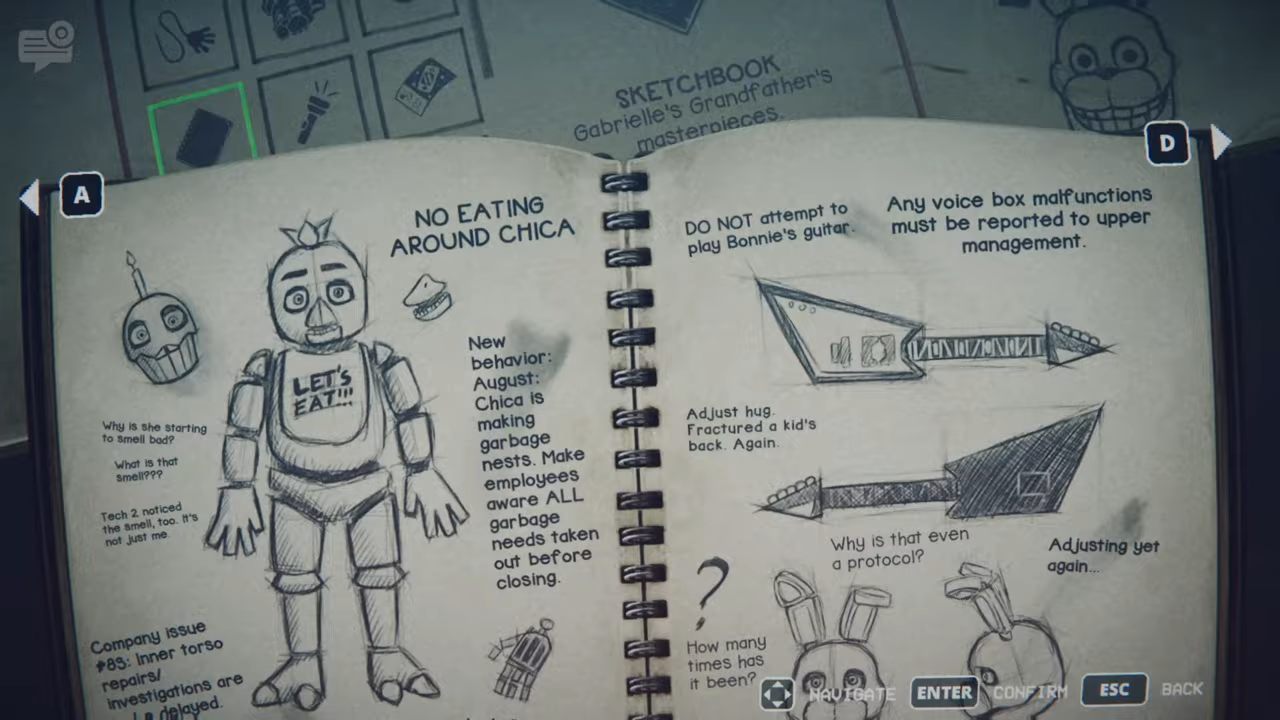 SKETCHBOOK
Gabrielle's Grandfather's
masterpieces.
A
D
NO EATING
AROUND CHICA
LET'S
EAT!!!
New
behavior:
August:
Chica is
making
garbage
nests. Make
employees
aware ALL
garbage
needs taken
out before
closing.
Why is she starting
to smell bad?
What is that
smell???
Tech 2 noticed
the smell, too. It's
not just me.
Company issue
#85: Inner torso
repairs/
investigations are
delayed.
DO NOT attempt to
play Bonnie's guitar.
Any voice box malfunctions
must be reported to upper
management.
Adjust hug.
Fractured a kid's
back. Again.
Why is that even
a protocol?
Adjusting yet
again...
?
How many
times has
it been?
NAVIGATE
ENTER
CONFIRM
ESC
BACK